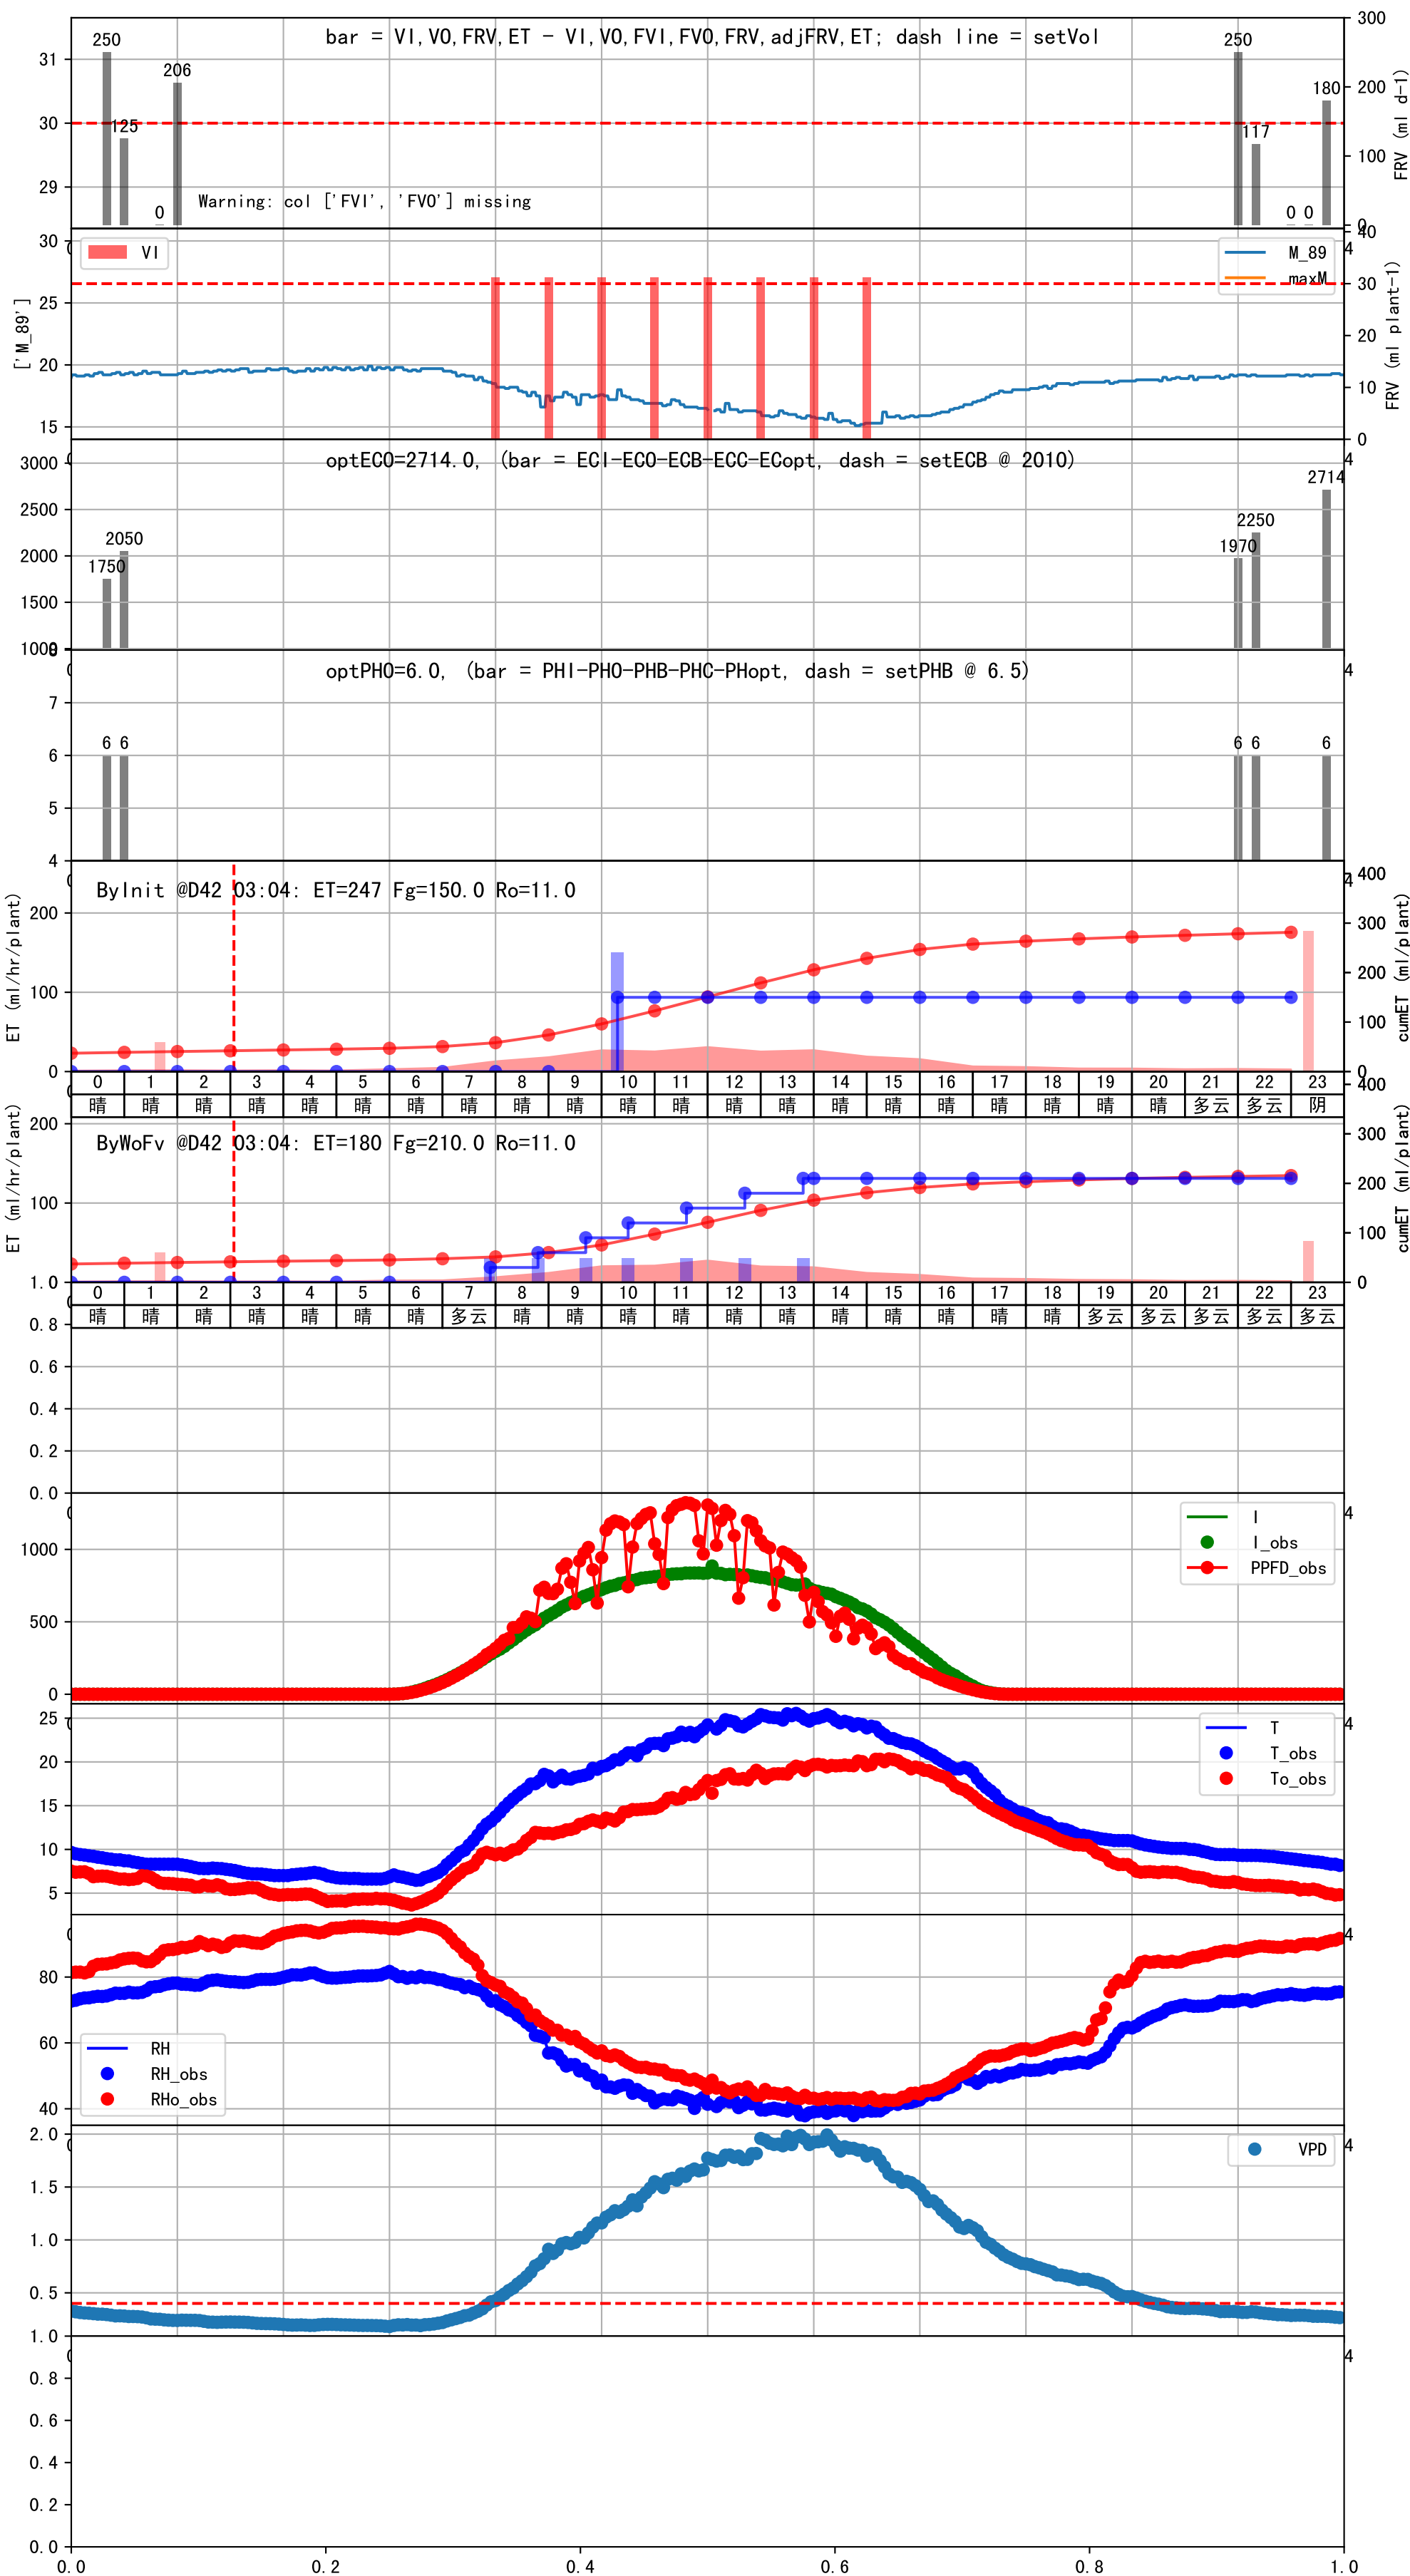 bar = VI,VO,FRV,ET - VI,VO,FVI,FVO,FRV,adjFRV,ET; dash line = setVol
250 125 0 206 250 117 0 0 180
31 30 29
300 200 100 0
FRV (ml d-1)
Warning: col ['FVI', 'FVO'] missing
VI
M_89
maxM
['M_89']
30 25 20 15
40 30 20 10 0
FRV (ml plant-1)
optECO=2714.0, (bar = ECI-ECO-ECB-ECC-ECopt, dash = setECB @ 2010)
3000 2500 2000 1500 1000
1750 2050 1970 2250 2714
optPHO=6.0, (bar = PHI-PHO-PHB-PHC-PHopt, dash = setPHB @ 6.5)
7 6 5 4
6 6 6 6 6
ByInit @D42 03:04: ET=247 Fg=150.0 Ro=11.0
ET (ml/hr/plant)
200 100 0
400 300 200 100 0
cumET (ml/plant)
0 1 2 3 4 5 6 7 8 9 10 11 12 13 14 15 16 17 18 19 20 21 22 23
晴 晴 晴 晴 晴 晴 晴 晴 晴 晴 晴 晴 晴 晴 晴 晴 晴 晴 晴 晴 晴 多云 多云 阴
ByWoFv @D42 03:04: ET=180 Fg=210.0 Ro=11.0
ET (ml/hr/plant)
200 100
400 300 200 100 0
cumET (ml/plant)
0 1 2 3 4 5 6 7 8 9 10 11 12 13 14 15 16 17 18 19 20 21 22 23
晴 晴 晴 晴 晴 晴 晴 多云 晴 晴 晴 晴 晴 晴 晴 晴 晴 晴 晴 多云 多云 多云 多云 多云
1.0 0.8 0.6 0.4 0.2 0.0
1000 500 0
I
I_obs
PPFD_obs
25 20 15 10 5
T
T_obs
To_obs
80 60 40
RH
RH_obs
RHo_obs
2.0 1.5 1.0 0.5
VPD
1.0 0.8 0.6 0.4 0.2 0.0
0.0 0.2 0.4 0.6 0.8 1.0